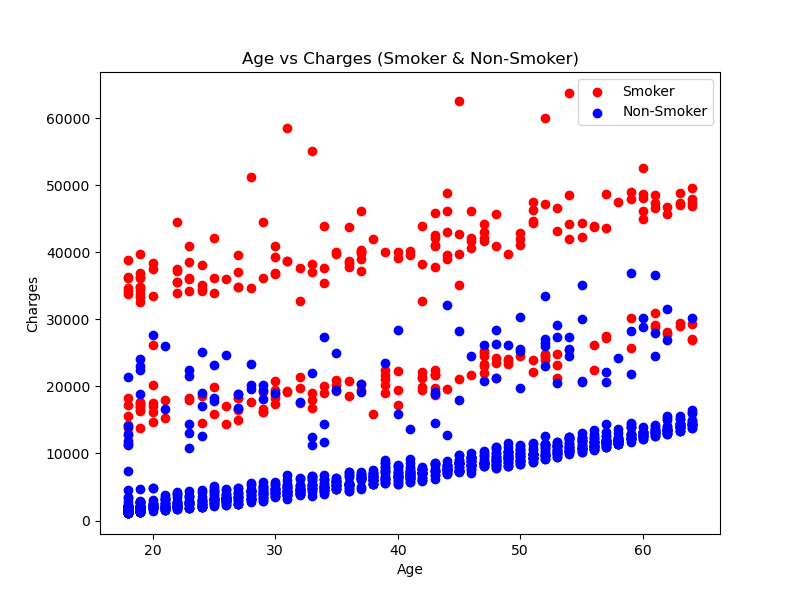 Age vs Charges (Smoker & Non-Smoker)
Smoker
Non-Smoker
60000
50000
40000
30000
20000
10000
0
Charges
20 30 40 50 60
Age